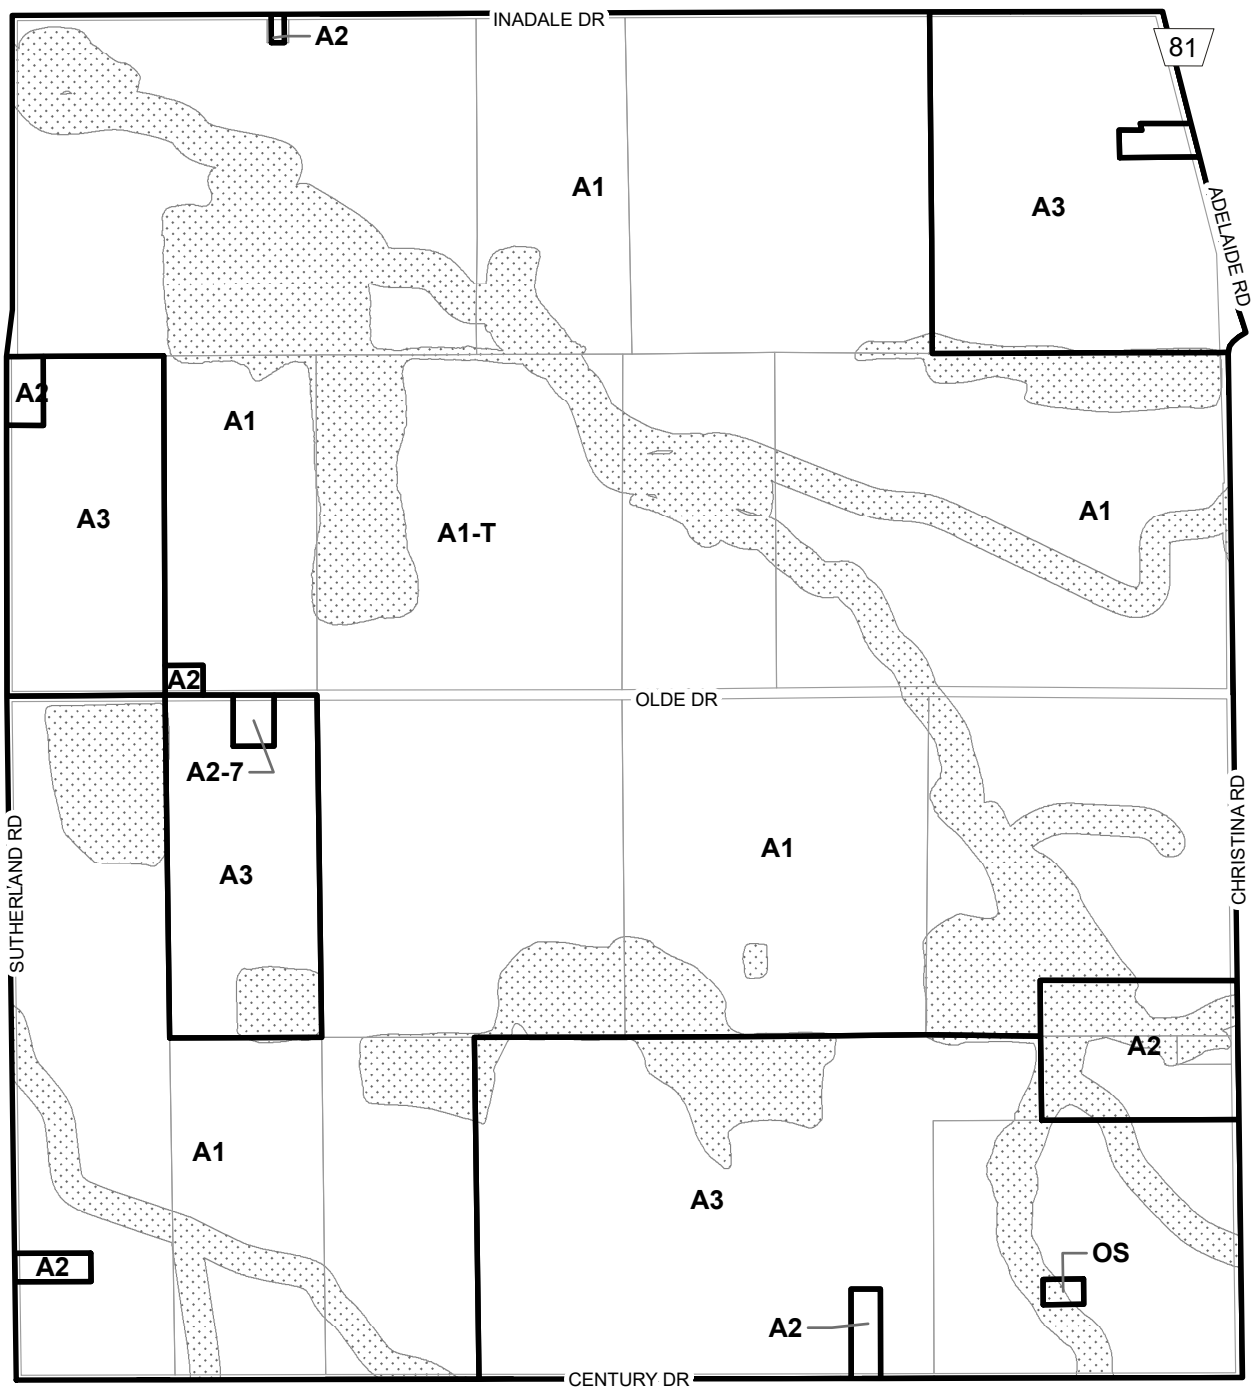 INADALE DR
A2
81
A1
A3
ADELAIDE RD
A2
A1
A3
A1
A1-T
A2
OLDE DR
A2-7
SUTHERLAND RD
CHRISTINA RD
A1
A3
A2
A1
A3
OS
A2
A2
CENTURY DR